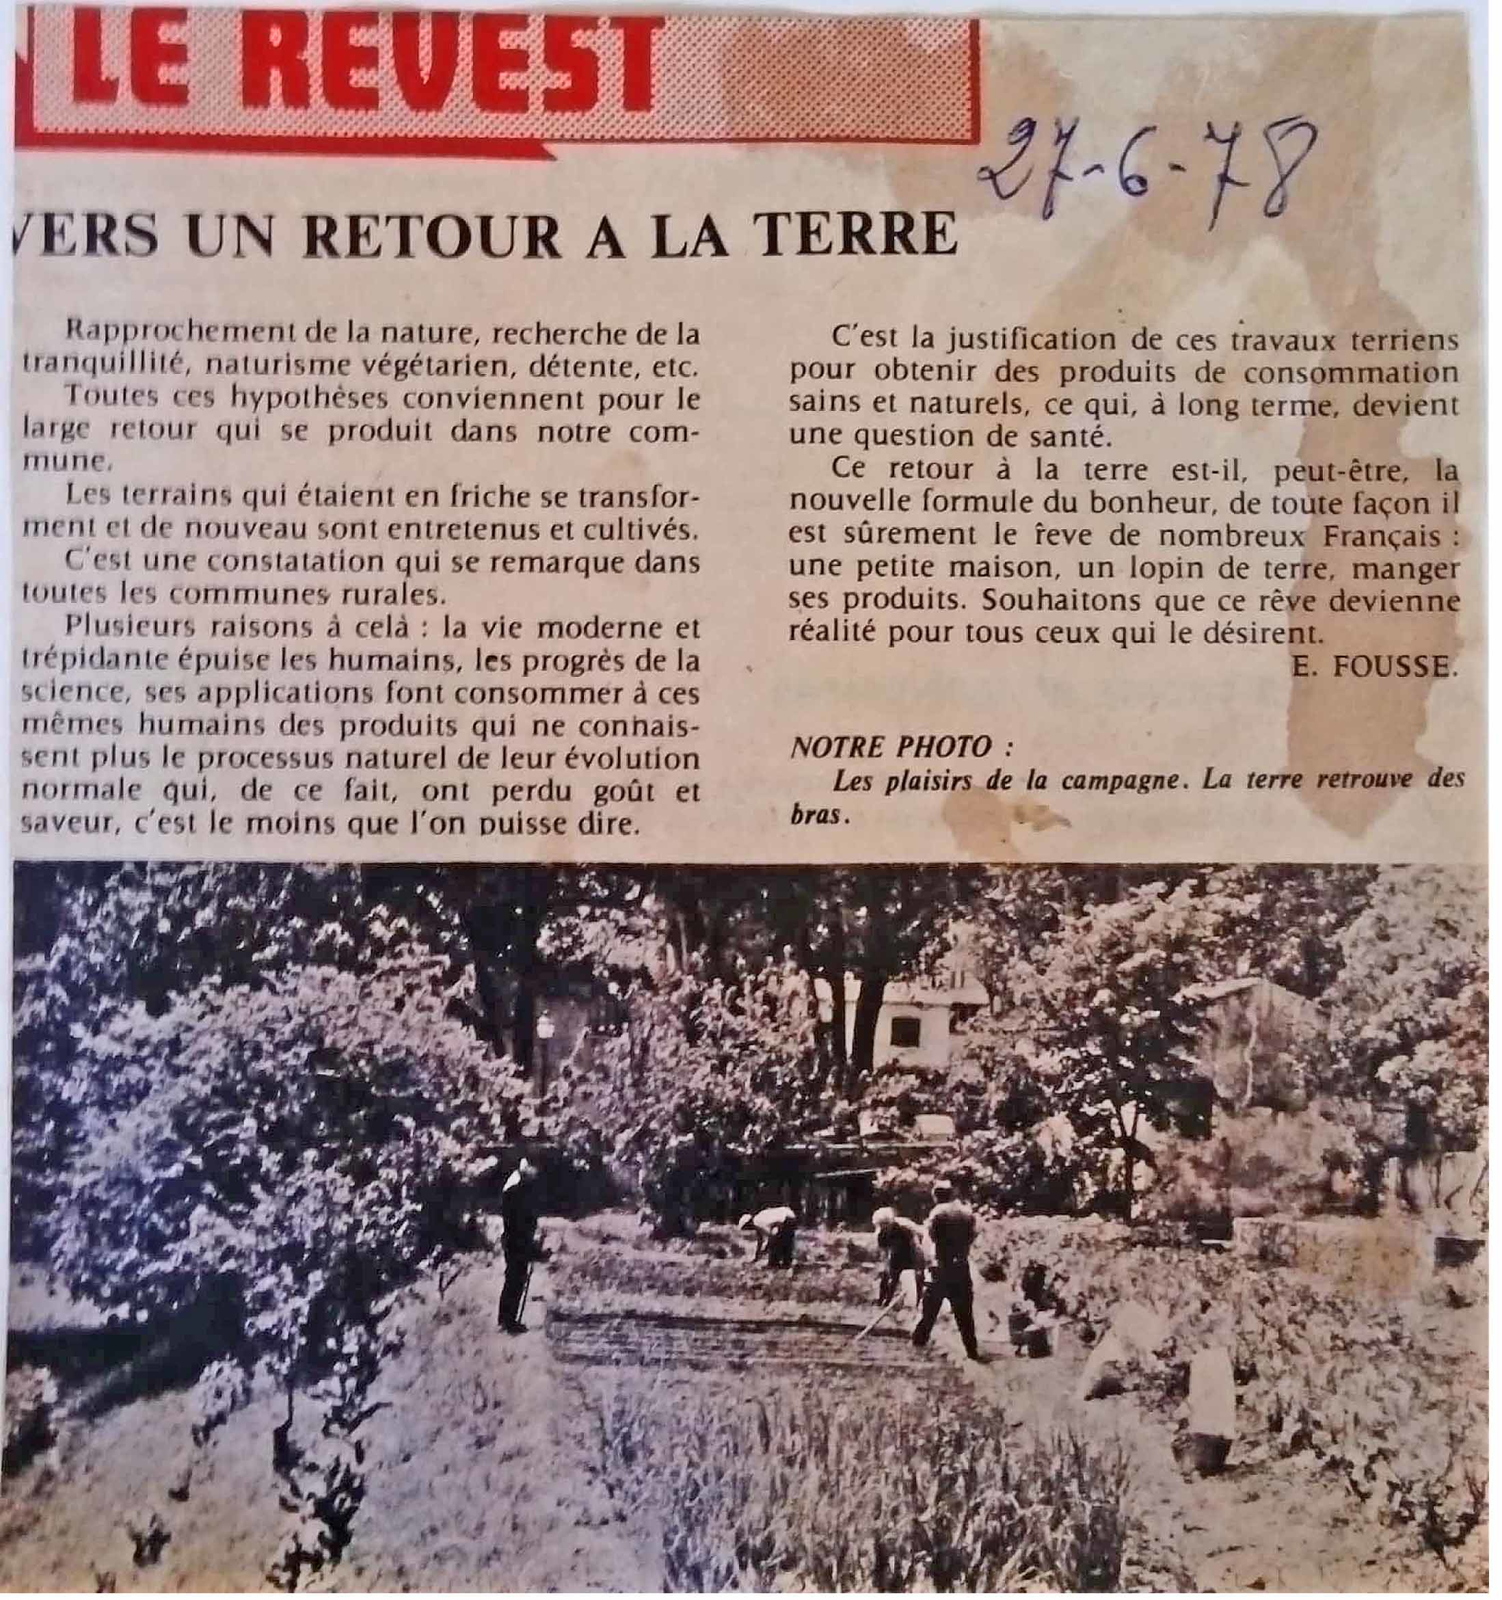 LE REVEST
27-6-78
VERS UN RETOUR A LA TERRE
Rapprochement de la nature, recherche de la
tranquillité, naturisme végétarien, détente, etc.
Toutes ces hypothèses conviennent pour le
large retour qui se produit dans notre com-
mune.
Les terrains qui étaient en friche se transfor-
ment et de nouveau sont entretenus et cultivés.
C'est une constatation qui se remarque dans
toutes les communes rurales.
Plusieurs raisons à celà : la vie moderne et
trépidante épuise les humains, les progrès de la
science, ses applications font consommer à ces
mêmes humains des produits qui ne connais-
sent plus le processus naturel de leur évolution
normale qui, de ce fait, ont perdu goût et
saveur, c'est le moins que l'on puisse dire.
C'est la justification de ces travaux terriens
pour obtenir des produits de consommation
sains et naturels, ce qui, à long terme, devient
une question de santé.
Ce retour à la terre est-il, peut-être, la
nouvelle formule du bonheur, de toute façon il
est sûrement le r̂eve de nombreux Français :
une petite maison, un lopin de terre, manger
ses produits. Souhaitons que ce rêve devienne
réalité pour tous ceux qui le désirent.
E. FOUSSE.
NOTRE PHOTO :
Les plaisirs de la campagne. La terre retrouve des
bras.